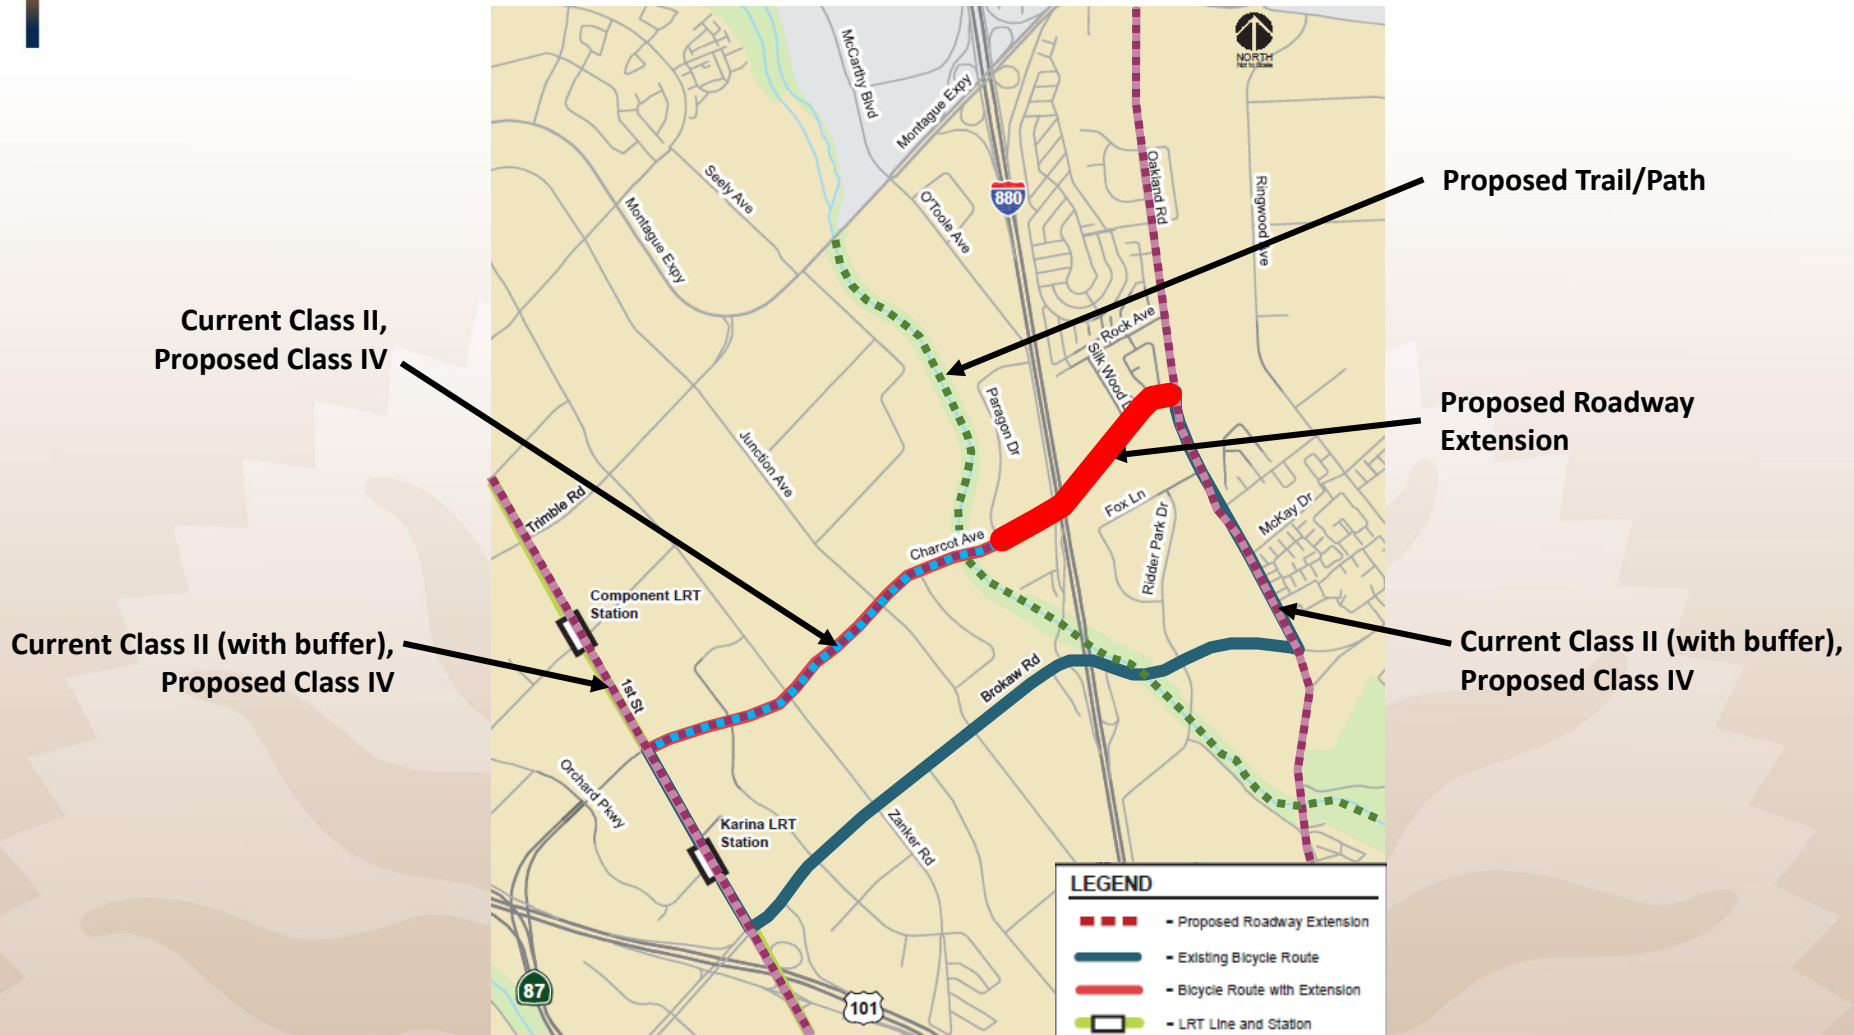 NORTH
Not to Scale
McCarthy Blvd
Montague Expy
Seely Ave
Montague Expy
O'Toole Ave
880
Oakland Rd
Ringwood Ave
Proposed Trail/Path
Current Class II,
Proposed Class IV
Rock Ave
Silk Wood
Paragon Dr
Proposed Roadway
Extension
Junction Ave
Trimble Rd
Fox Ln
McKay Dr
Ridder Park Dr
Charcot Ave
Component LRT
Station
Current Class II (with buffer),
Proposed Class IV
1st St
Brokaw Rd
Current Class II (with buffer),
Proposed Class IV
Orchard Pkwy
Karina LRT
Station
Zanker Rd
87
101
LEGEND
- Proposed Roadway Extension
- Existing Bicycle Route
- Bicycle Route with Extension
- LRT Line and Station